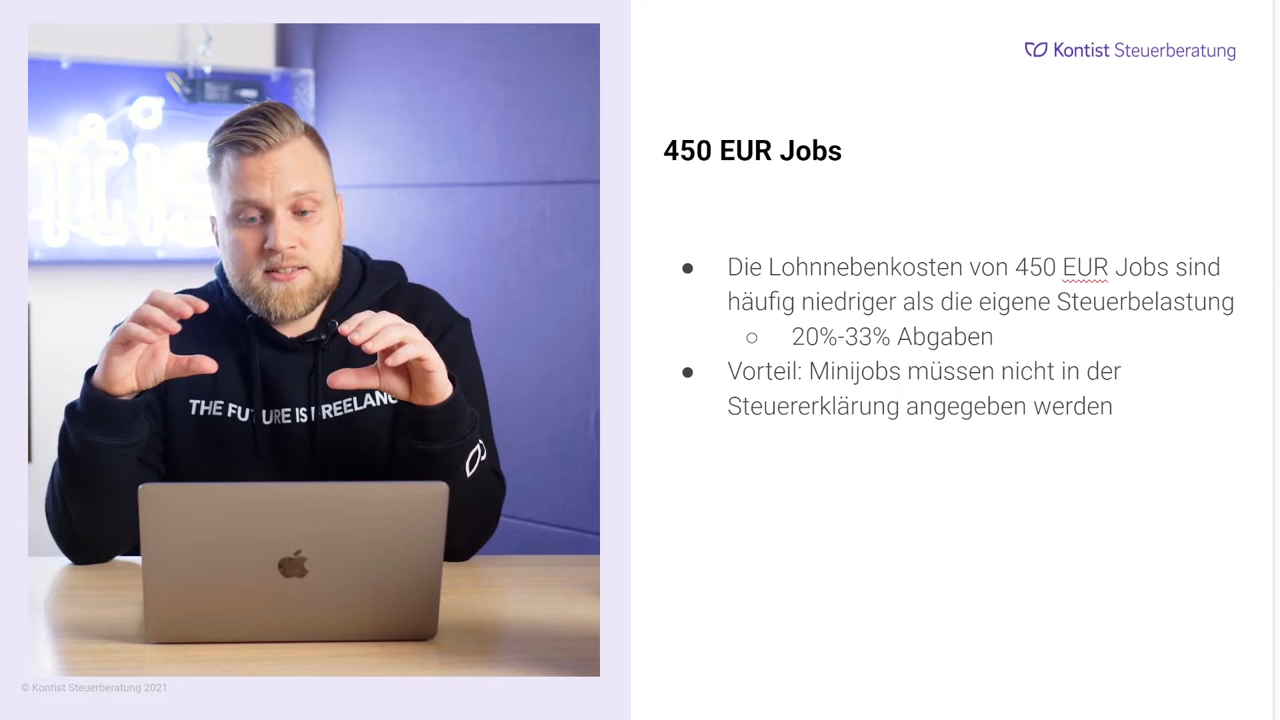 Kontist Steuerberatung
450 EUR Jobs
● Die Lohnnebenkosten von 450 EUR Jobs sind
häufig niedriger als die eigene Steuerbelastung
○ 20%-33% Abgaben
● Vorteil: Minijobs müssen nicht in der
Steuererklärung angegeben werden
THE FUTURE IS FREELANC
© Kontist Steuerberatung 2021